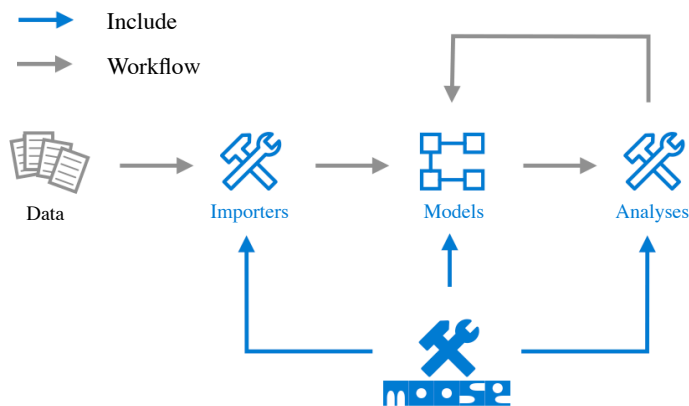 Include
Workflow
Data
Importers
Models
Analyses
moose